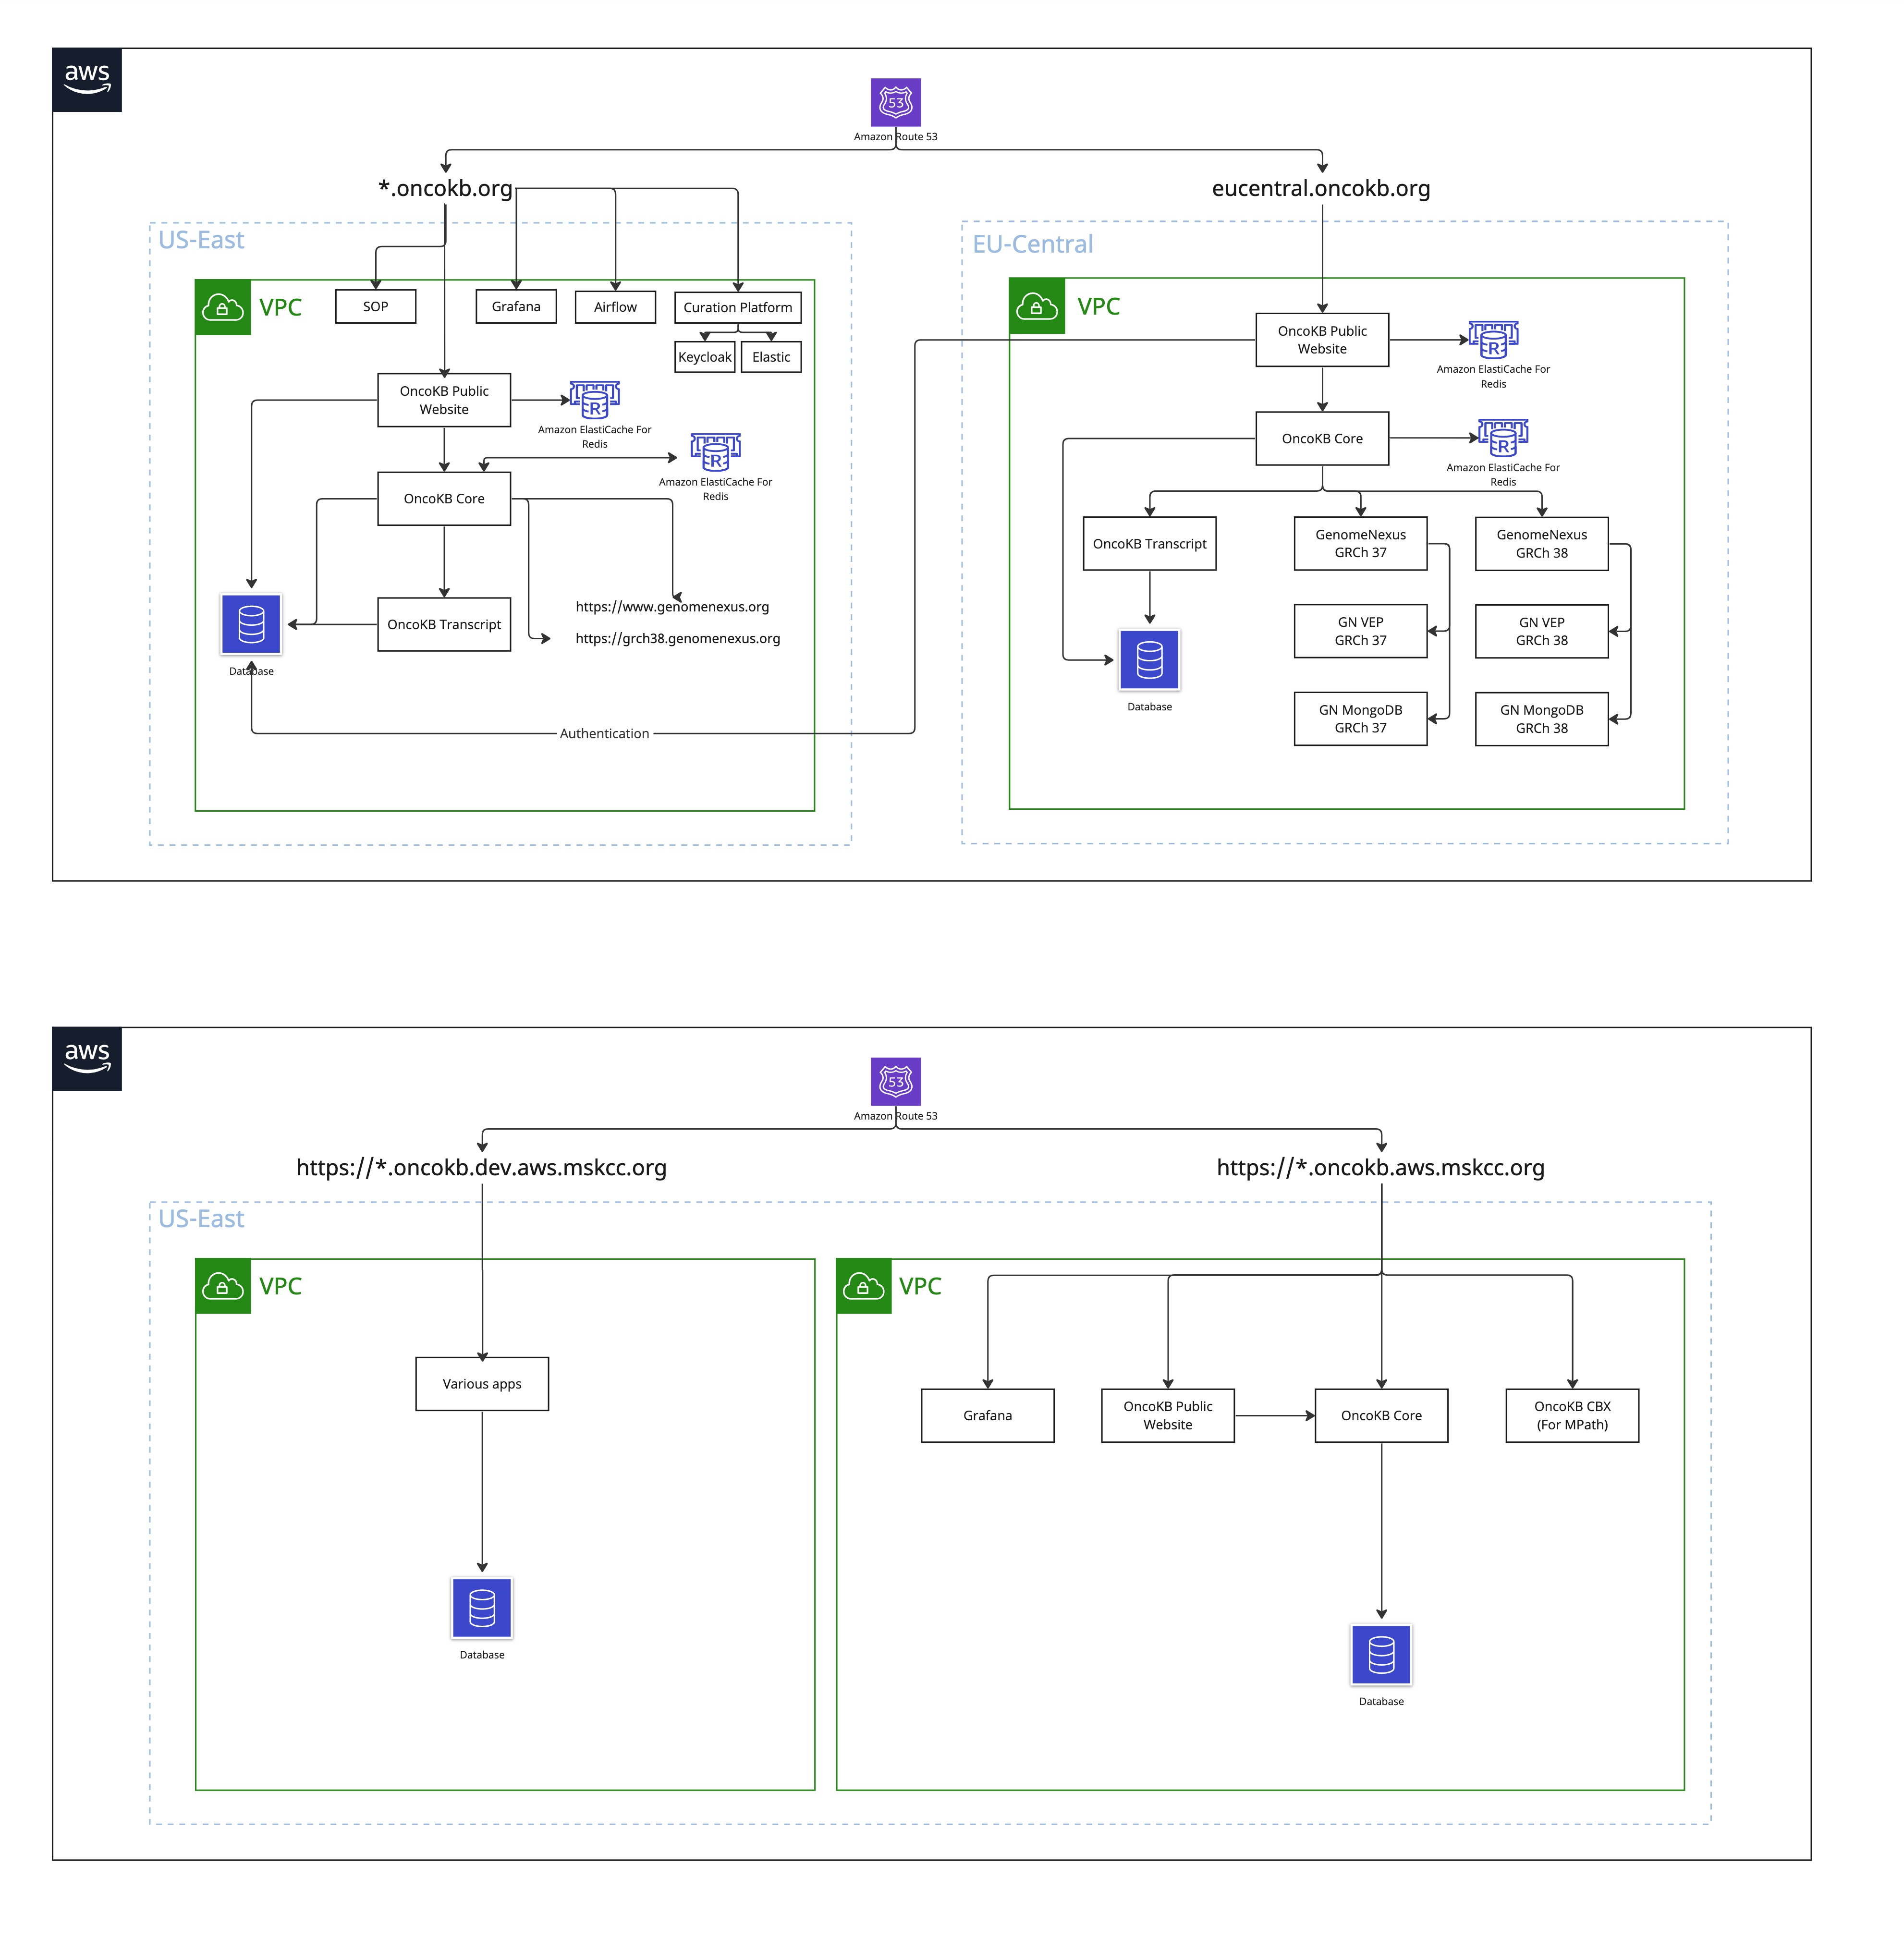 aws
53
Amazon Route 53
*.oncokb.org
eucentral.oncokb.org
US-East
EU-Central
VPC
SOP
Grafana
Airflow
Curation Platform
Keycloak
Elastic
OncoKB Public
Website
R
Amazon ElastiCache For
Redis
R
Amazon ElastiCache For
Redis
OncoKB Core
OncoKB Transcript
https://www.genomenexus.org
https://grch38.genomenexus.org
Database
Authentication
VPC
OncoKB Public
Website
R
Amazon ElastiCache For
Redis
OncoKB Core
R
Amazon ElastiCache For
Redis
OncoKB Transcript
GenomeNexus
GRCh 37
GenomeNexus
GRCh 38
GN VEP
GRCh 37
GN VEP
GRCh 38
Database
GN MongoDB
GRCh 37
GN MongoDB
GRCh 38
aws
53
Amazon Route 53
https://*.oncokb.dev.aws.mskcc.org
https://*.oncokb.aws.mskcc.org
US-East
VPC
Various apps
Database
VPC
Grafana
OncoKB Public
Website
OncoKB Core
OncoKB CBX
(For MPath)
Database